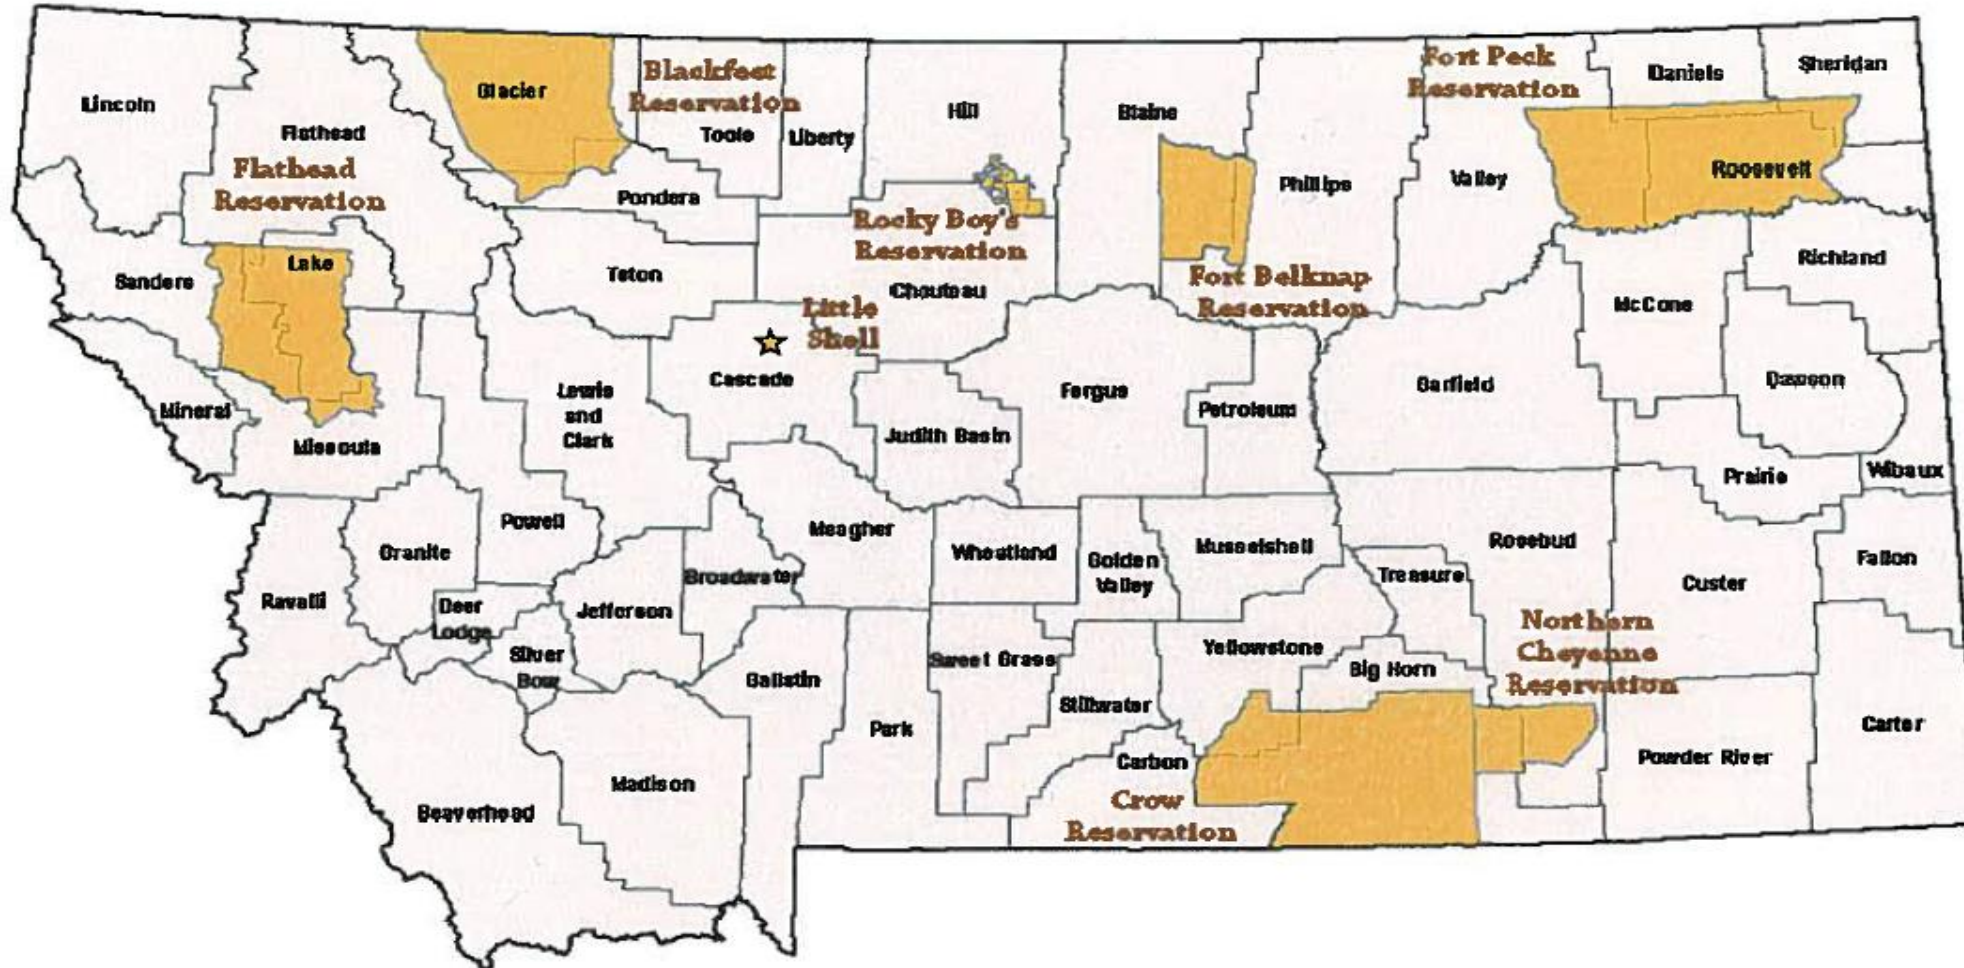 Lincoln
Flathead
Flathead
Reservation
Glacier
Blackfeet
Reservation
Toole
Liberty
Hill
Blaine
Phillips
Fort Peck
Reservation
Valley
Daniels
Sheridan
Roosevelt
Pondera
Rocky Boy's
Reservation
Fort Belknap
Reservation
Sanders
Lake
Teton
Chouteau
Little
Shell
McCone
Richland
Mineral
Missoula
Lewis
and
Clark
Cascade
Judith Basin
Fergus
Petroleum
Garfield
Dawson
Prairie
Wibaux
Ravalli
Granite
Powell
Deer
Lodge
Silver
Bow
Jefferson
Broadwater
Meagher
Wheatland
Golden
Valley
Musselshell
Treasure
Rosebud
Custer
Fallon
Northern
Cheyenne
Reservation
Beaverhead
Madison
Gallatin
Park
Sweet Grass
Stillwater
Carbon
Crow
Reservation
Yellowstone
Big Horn
Powder River
Carter